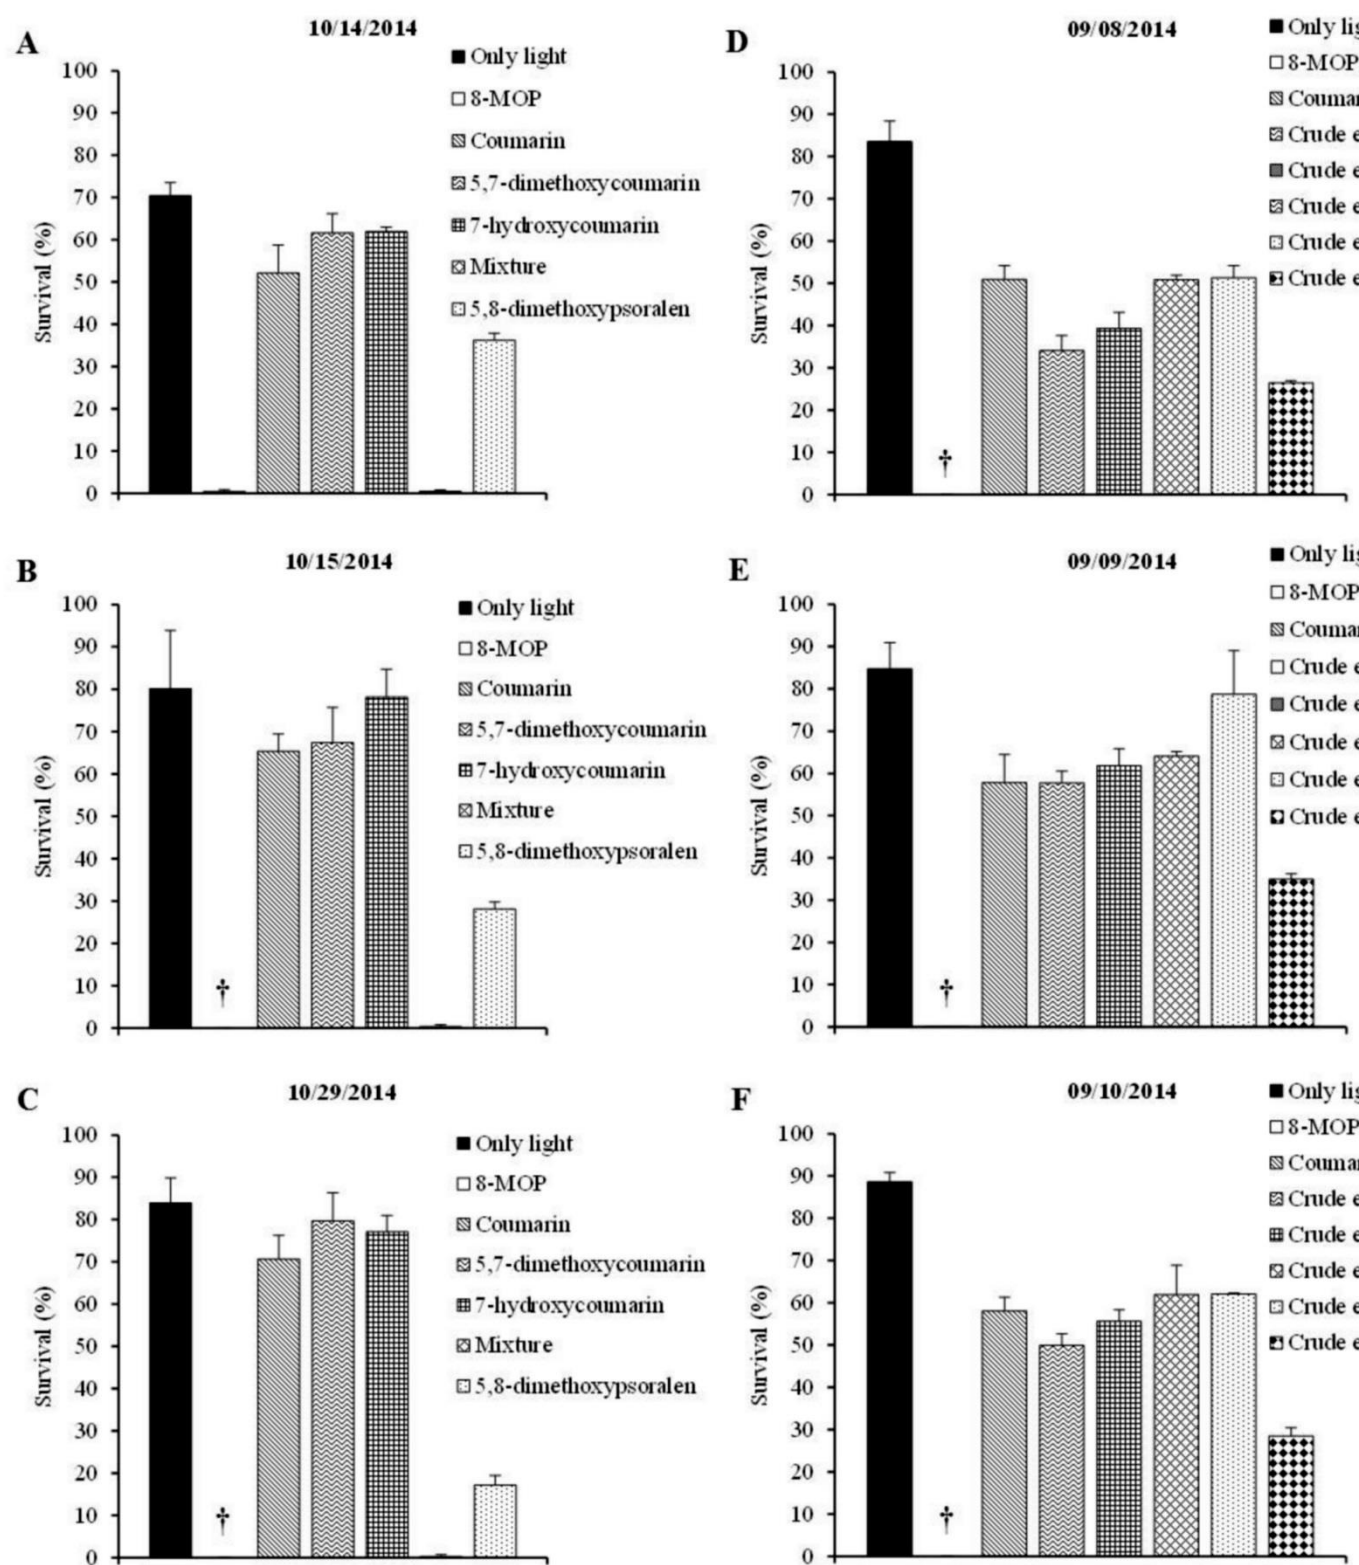 A
10/14/2014
100
90
80
70
60
50
40
30
20
10
0
Survival (%)
Only light
8-MOP
Coumarin
5,7-dimethoxycoumarin
7-hydroxycoumarin
Mixture
5,8-dimethoxypsoralen
D
09/08/2014
100
90
80
70
60
50
40
30
20
10
0
Survival (%)
†
Only lig
8-MOP
Coumar
Crude e
Crude e
Crude e
Crude e
Crude e
B
10/15/2014
100
90
80
70
60
50
40
30
20
10
0
Survival (%)
†
Only light
8-MOP
Coumarin
5,7-dimethoxycoumarin
7-hydroxycoumarin
Mixture
5,8-dimethoxypsoralen
E
09/09/2014
100
90
80
70
60
50
40
30
20
10
0
Survival (%)
†
Only lig
8-MOP
Coumar
Crude e
Crude e
Crude e
Crude e
Crude e
C
10/29/2014
100
90
80
70
60
50
40
30
20
10
0
Survival (%)
†
Only light
8-MOP
Coumarin
5,7-dimethoxycoumarin
7-hydroxycoumarin
Mixture
5,8-dimethoxypsoralen
F
09/10/2014
100
90
80
70
60
50
40
30
20
10
0
Survival (%)
†
Only lig
8-MOP
Coumar
Crude e
Crude e
Crude e
Crude e
Crude e